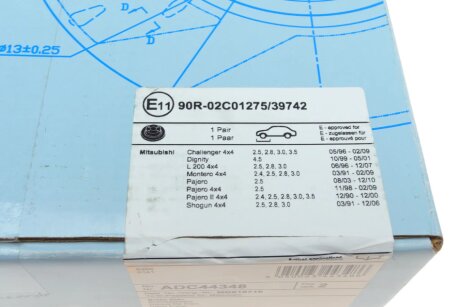 Ø13±0.25
D
D
E11 90R-02C01275/39742
1 Pair
1 Paar
E - approved for
E - zugelassen für
E - approuvé pour
Mitsubishi Challenger 4x4 2.5, 2.8, 3.0, 3.5 05/96 - 02/09
Dignity 4.5 10/99 - 05/01
L 200 4x4 2.5, 2.8, 3.0 06/96 - 12/07
Montero 4x4 2.4, 2.5, 2.8, 3.0 03/91 - 02/09
Pajero 2.5 08/03 - 12/10
Pajero 4x4 2.5 11/98 - 02/09
Pajero II 4x4 2.4, 2.5, 2.8, 3.0, 3.5 12/90 - 12/00
Shogun 4x4 2.5, 2.8, 3.0 03/91 - 12/06
ADC44348
2